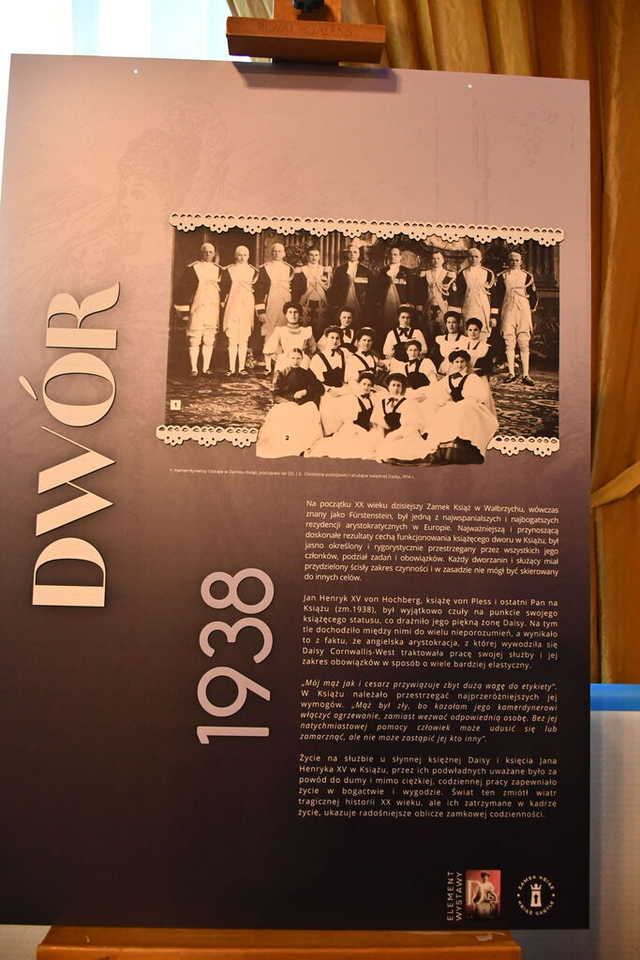 DWÓR
1938
1
2
Na początku XX wieku dzisiejszy Zamek Książ w Wałbrzychu, wówczas
znany jako Fürstenstein, był jedną z najwspanialszych i najbogatszych
rezydencji arystokratycznych w Europie. Najważniejszą i przynoszącą
doskonałe rezultaty cechą funkcjonowania książęcego dworu w Książu, był
jasno określony i rygorystycznie przestrzegany przez wszystkich jego
członków, podział zadań i obowiązków. Każdy dworzanin i służący miał
przydzielony ścisły zakres czynności i w zasadzie nie mógł być skierowany
do innych celów.
Jan Henryk XV von Hochberg, książę von Pless i ostatni Pan na
Książu (zm.1938), był wyjątkowo czuły na punkcie swojego
książęcego statusu, co drażniło jego piękną żonę Daisy. Na tym
tle dochodziło między nimi do wielu nieporozumień, a wynikało
to z faktu, że angielska arystokracja, z której wywodziła się
Daisy Cornwallis-West traktowała pracę swojej służby i jej
zakres obowiązków w sposób o wiele bardziej elastyczny.
„Mój mąż jak i cesarz przywiązuje zbyt dużą wagę do etykiety".
W Książu należało przestrzegać najprzeróżniejszych jej
wymogów. „Mąż był zły, bo kazałam jego kamerdynerowi
włączyć ogrzewanie, zamiast wezwać odpowiednią osobę. Bez jej
natychmiastowej pomocy człowiek może udusić się lub
zamarznąć, ale nie może zastąpić jej kto inny".
Życie na służbie u słynnej księżnej Daisy i księcia Jana
Henryka XV w Książu, przez ich podwładnych uważane było za
powód do dumy i mimo ciężkiej, codziennej pracy zapewniało
życie w bogactwie i wygodzie. Świat ten zmiótł wiatr
tragicznej historii XX wieku, ale ich zatrzymane w kadrze
życie, ukazuje radośniejsze oblicze zamkowej codzienności.
ELEMENT
WYSTAWY
ZAMEK KSIĄŻ
KSIĄŻ CASTLE